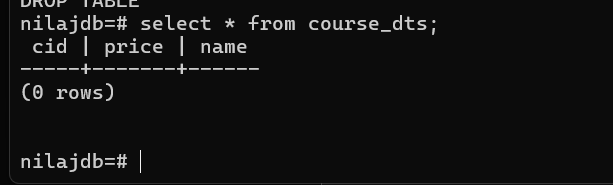 DROP TABLE
nilajdb=# select * from course_dts;
 cid | price | name
-----+-------+------
(0 rows)
nilajdb=#